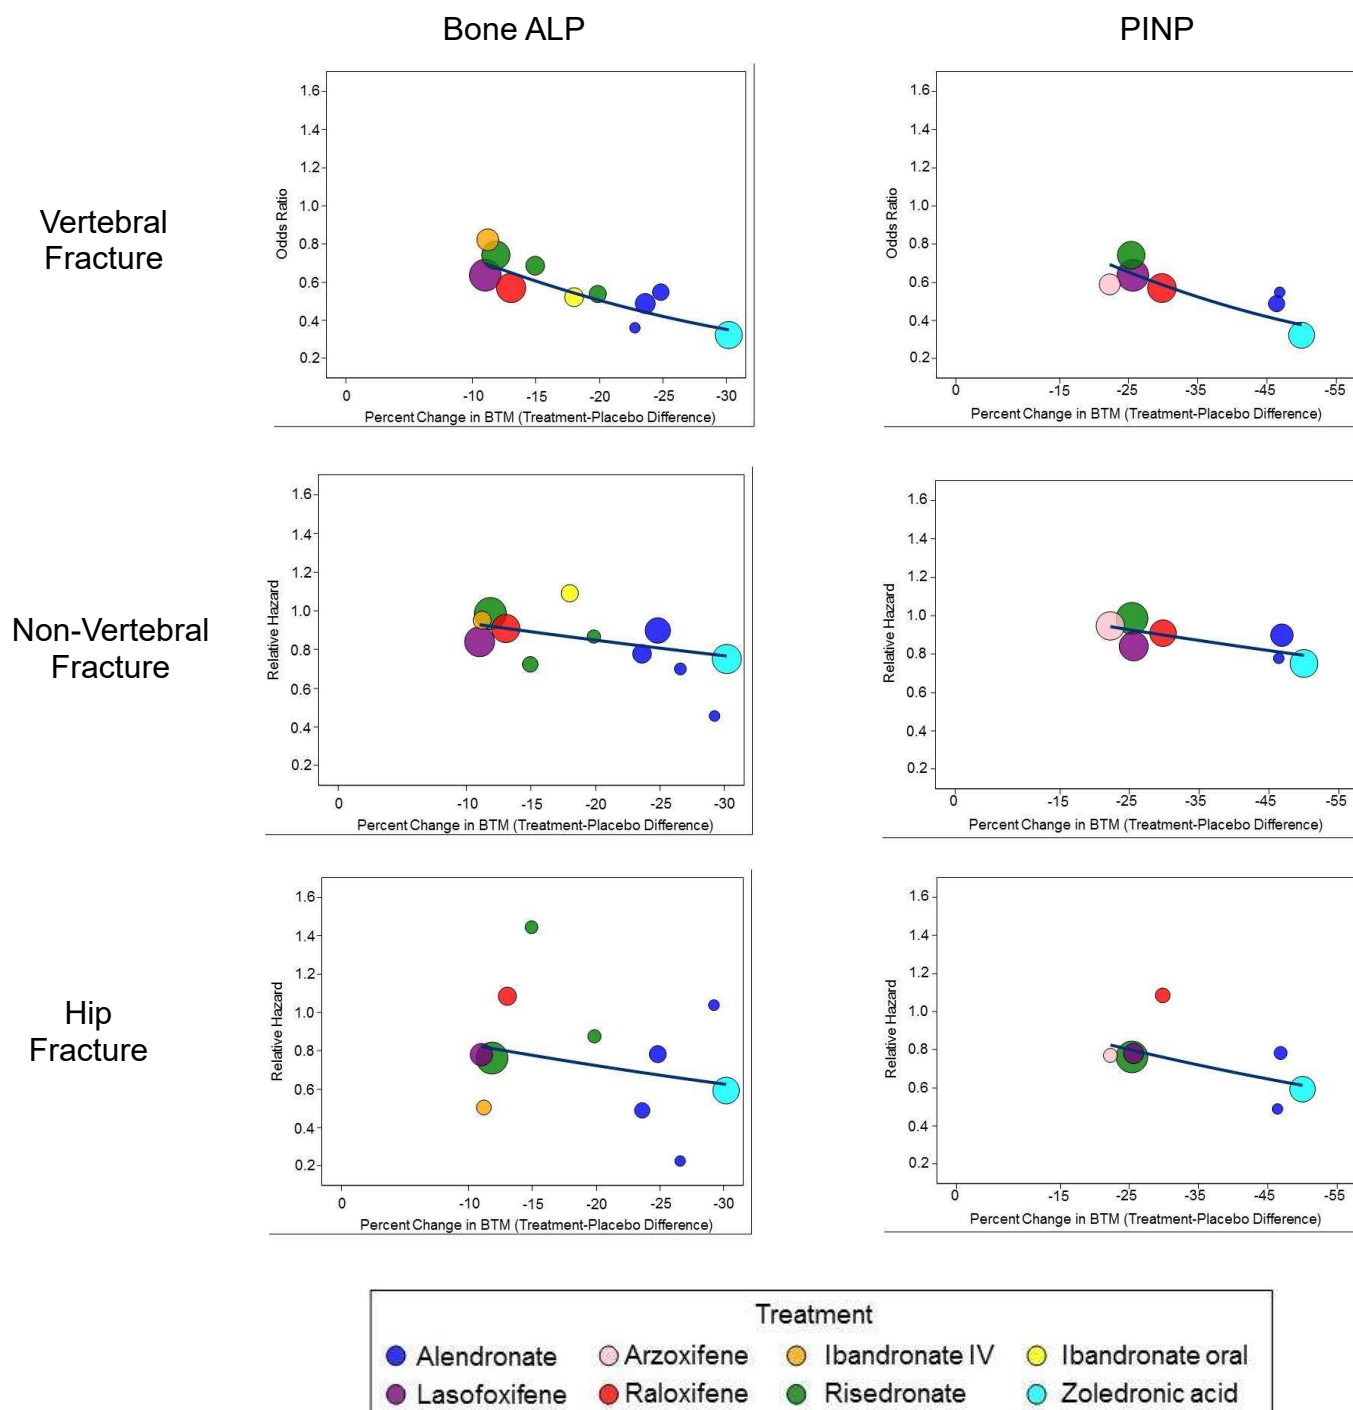 Bone ALP
PINP
Vertebral
Fracture
Odds Ratio
1.6
1.4
1.2
1.0
0.8
0.6
0.4
0.2
0 -10 -15 -20 -25 -30
Percent Change in BTM (Treatment-Placebo Difference)
Odds Ratio
1.6
1.4
1.2
1.0
0.8
0.6
0.4
0.2
0 -15 -25 -35 -45 -55
Percent Change in BTM (Treatment-Placebo Difference)
Non-Vertebral
Fracture
Relative Hazard
1.6
1.4
1.2
1.0
0.8
0.6
0.4
0.2
0 -10 -15 -20 -25 -30
Percent Change in BTM (Treatment-Placebo Difference)
Relative Hazard
1.6
1.4
1.2
1.0
0.8
0.6
0.4
0.2
0 -15 -25 -35 -45 -55
Percent Change in BTM (Treatment-Placebo Difference)
Hip
Fracture
Relative Hazard
1.6
1.4
1.2
1.0
0.8
0.6
0.4
0.2
0 -10 -15 -20 -25 -30
Percent Change in BTM (Treatment-Placebo Difference)
Relative Hazard
1.6
1.4
1.2
1.0
0.8
0.6
0.4
0.2
0 -15 -25 -35 -45 -55
Percent Change in BTM (Treatment-Placebo Difference)
Treatment
Alendronate Arzoxifene Ibandronate IV Ibandronate oral
Lasofoxifene Raloxifene Risedronate Zoledronic acid